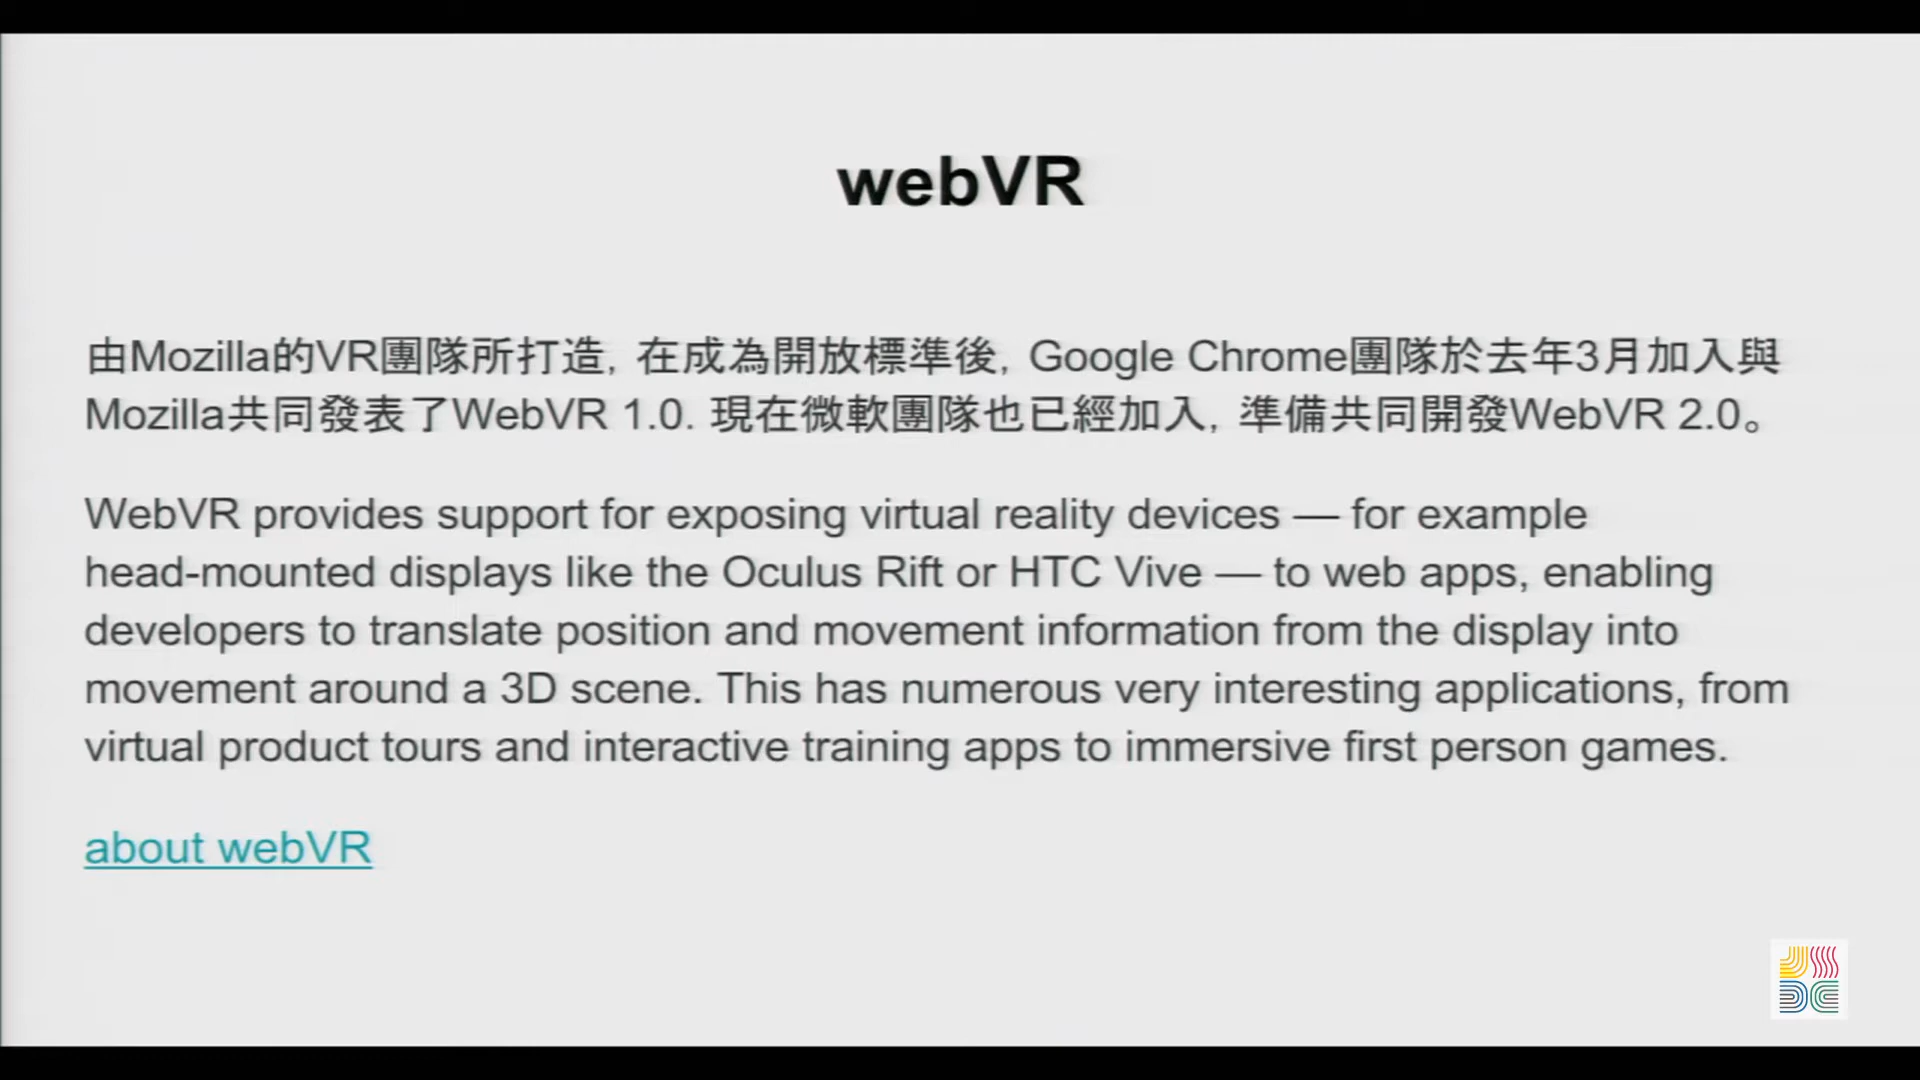 webVR
由Mozilla的VR團隊所打造, 在成為開放標準後, Google Chrome團隊於去年3月加入與
Mozilla共同發表了WebVR 1.0. 現在微軟團隊也已經加入, 準備共同開發WebVR 2.0。
WebVR provides support for exposing virtual reality devices — for example
head-mounted displays like the Oculus Rift or HTC Vive — to web apps, enabling
developers to translate position and movement information from the display into
movement around a 3D scene. This has numerous very interesting applications, from
virtual product tours and interactive training apps to immersive first person games.
about webVR
JS
DC